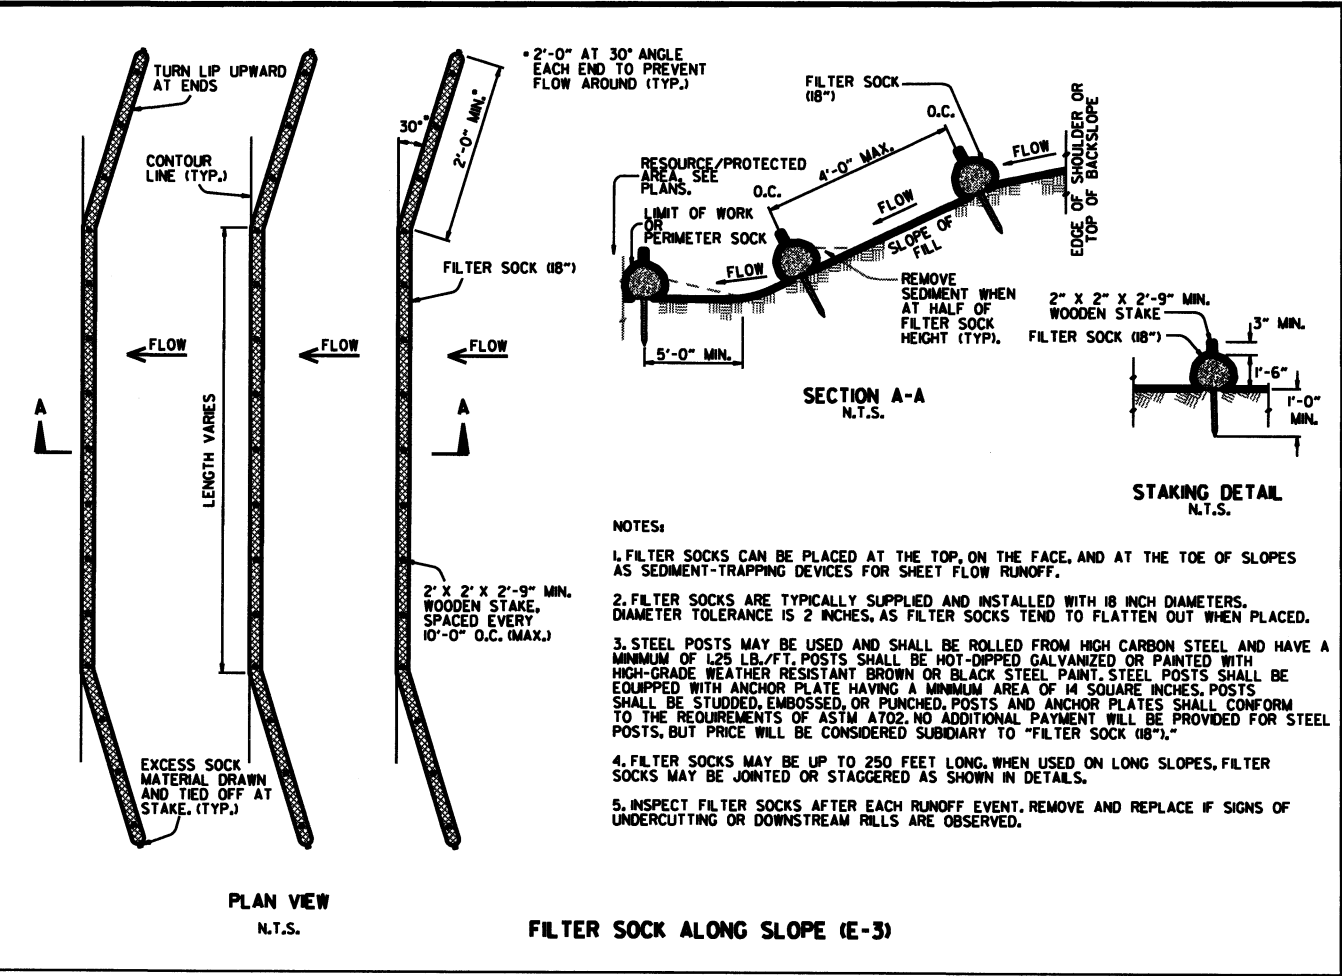 TURN LIP UPWARD
AT ENDS
CONTOUR
LINE (TYP.)
30°*
2'-0" MIN.*
* 2'-0" AT 30° ANGLE
EACH END TO PREVENT
FLOW AROUND (TYP.)
FILTER SOCK (18")
FLOW
FLOW
FLOW
A
A
LENGTH VARIES
2' X 2' X 2'-9" MIN.
WOODEN STAKE,
SPACED EVERY
10'-0" O.C. (MAX.)
EXCESS SOCK
MATERIAL DRAWN
AND TIED OFF AT
STAKE. (TYP.)
PLAN VIEW
N.T.S.
FILTER SOCK
(18")
O.C.
4'-0" MAX.
O.C.
FLOW
FLOW
FLOW
EDGE OF SHOULDER OR
TOP OF BACKSLOPE
RESOURCE/PROTECTED
AREA. SEE
PLANS.
LIMIT OF WORK
OR
PERIMETER SOCK
SLOPE OF
FILL
REMOVE
SEDIMENT WHEN
AT HALF OF
FILTER SOCK
HEIGHT (TYP).
5'-0" MIN.
SECTION A-A
N.T.S.
2" X 2" X 2'-9" MIN.
WOODEN STAKE
FILTER SOCK (18")
3" MIN.
1'-6"
1'-0"
MIN.
STAKING DETAIL
N.T.S.
NOTES:
1. FILTER SOCKS CAN BE PLACED AT THE TOP, ON THE FACE, AND AT THE TOE OF SLOPES
AS SEDIMENT-TRAPPING DEVICES FOR SHEET FLOW RUNOFF.
2. FILTER SOCKS ARE TYPICALLY SUPPLIED AND INSTALLED WITH 18 INCH DIAMETERS.
DIAMETER TOLERANCE IS 2 INCHES, AS FILTER SOCKS TEND TO FLATTEN OUT WHEN PLACED.
3. STEEL POSTS MAY BE USED AND SHALL BE ROLLED FROM HIGH CARBON STEEL AND HAVE A
MINIMUM OF 1.25 LB./FT. POSTS SHALL BE HOT-DIPPED GALVANIZED OR PAINTED WITH
HIGH-GRADE WEATHER RESISTANT BROWN OR BLACK STEEL PAINT. STEEL POSTS SHALL BE
EQUIPPED WITH ANCHOR PLATE HAVING A MINIMUM AREA OF 14 SQUARE INCHES. POSTS
SHALL BE STUDDED, EMBOSSED, OR PUNCHED. POSTS AND ANCHOR PLATES SHALL CONFORM
TO THE REQUIREMENTS OF ASTM A702. NO ADDITIONAL PAYMENT WILL BE PROVIDED FOR STEEL
POSTS, BUT PRICE WILL BE CONSIDERED SUBIDIARY TO "FILTER SOCK (18")."
4. FILTER SOCKS MAY BE UP TO 250 FEET LONG. WHEN USED ON LONG SLOPES, FILTER
SOCKS MAY BE JOINTED OR STAGGERED AS SHOWN IN DETAILS.
5. INSPECT FILTER SOCKS AFTER EACH RUNOFF EVENT. REMOVE AND REPLACE IF SIGNS OF
UNDERCUTTING OR DOWNSTREAM RILLS ARE OBSERVED.
FILTER SOCK ALONG SLOPE (E-3)